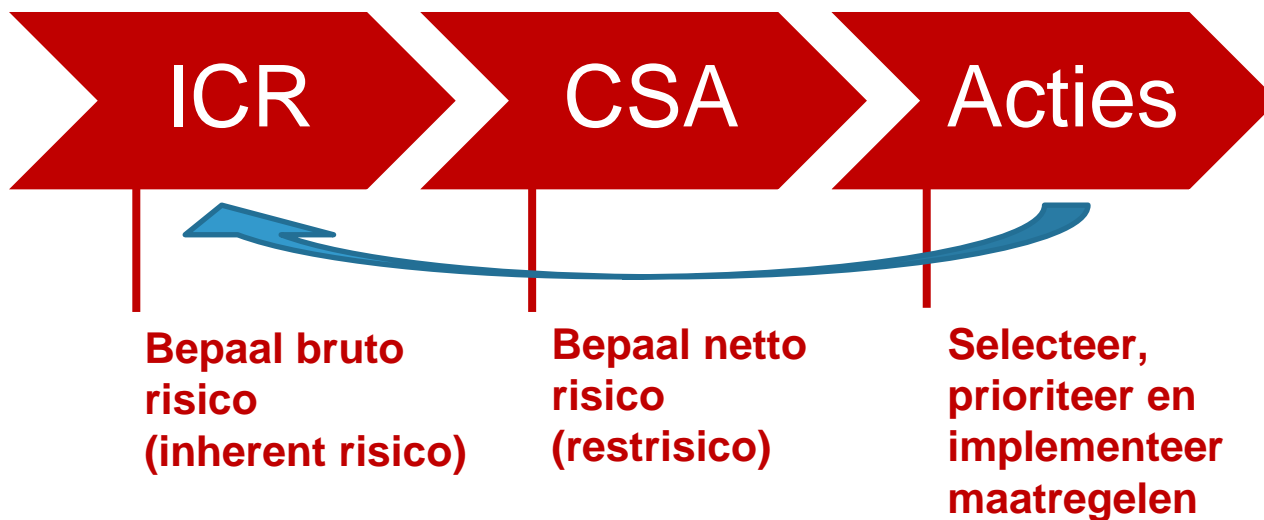 ICR
CSA
Acties
Bepaal bruto
risico
(inherent risico)
Bepaal netto
risico
(restrisico)
Selecteer,
prioriteer en
implementeer
maatregelen